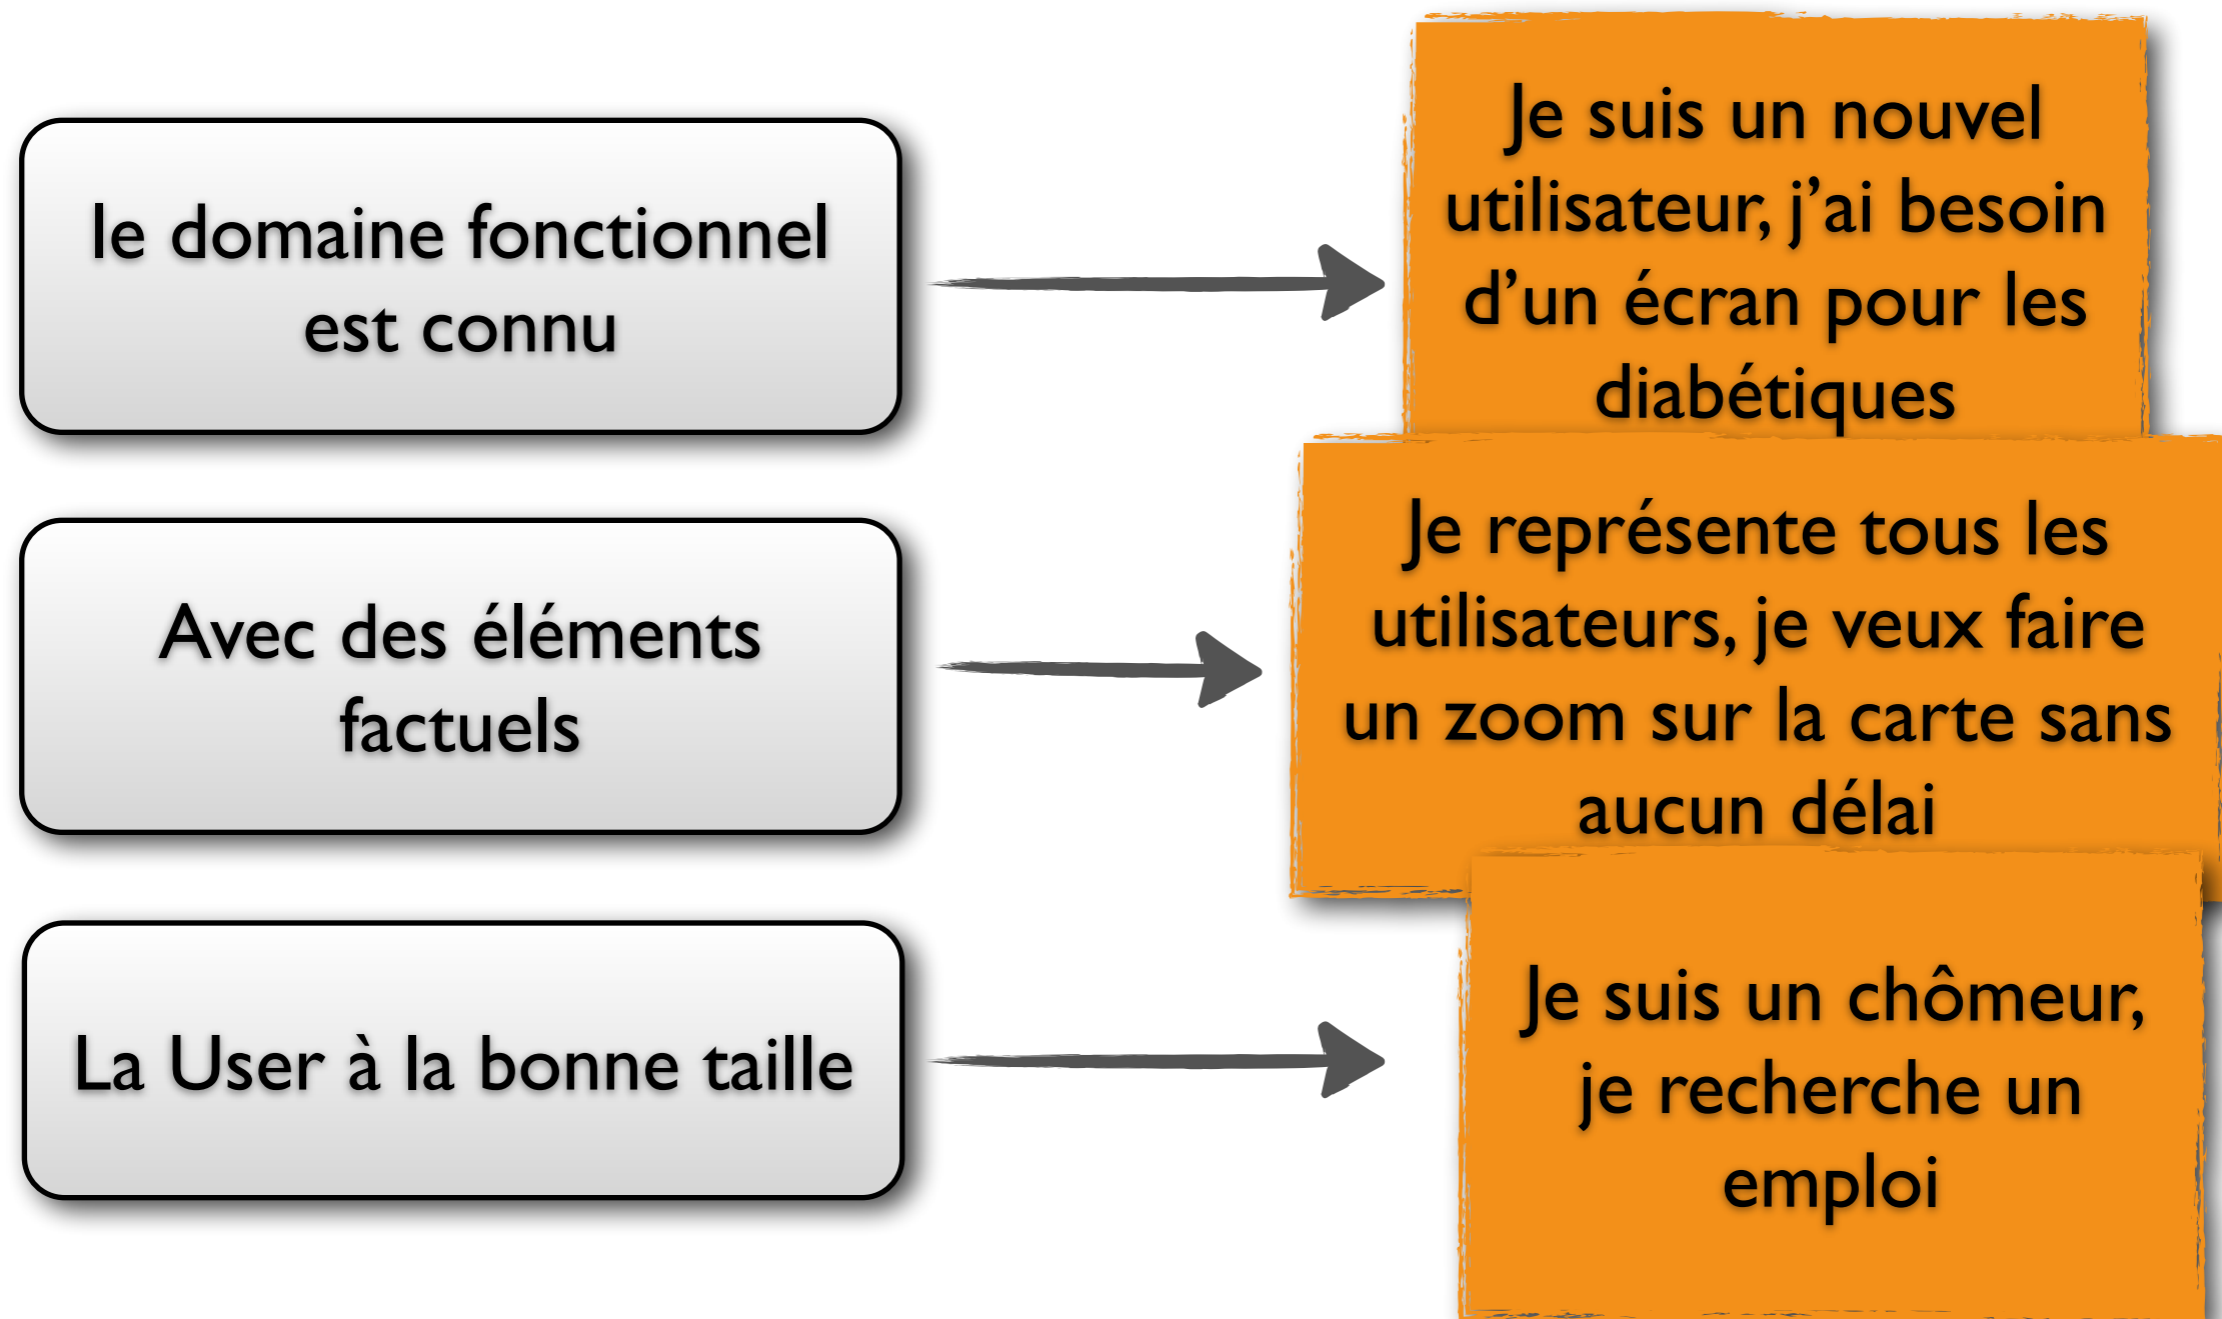 le domaine fonctionnel
est connu
Je suis un nouvel
utilisateur, j’ai besoin
d’un écran pour les
diabétiques
Avec des éléments
factuels
Je représente tous les
utilisateurs, je veux faire
un zoom sur la carte sans
aucun délai
La User à la bonne taille
Je suis un chômeur,
je recherche un
emploi